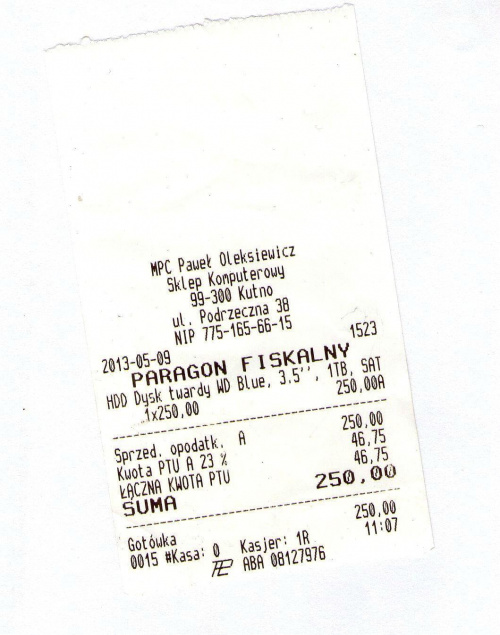 MPC Paweł Oleksiewicz
Sklep Komputerowy
99-300 Kutno
ul. Podrzeczna 38
NIP 775-165-66-15
2013-05-09 1523
PARAGON FISKALNY
HDD Dysk twardy WD Blue, 3.5'', 1TB, SAT
1x250,00 250,00A
Sprzed. opodatk. A 250,00
Kwota PTU A 23 % 46,75
ŁĄCZNA KWOTA PTU 46,75
SUMA 250,00
Gotówka 250,00
0015 #Kasa: 0 Kasjer: 1R 11:07
ABA 08127976